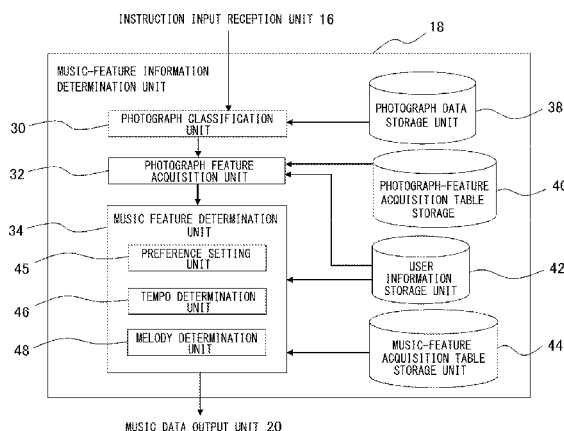 INSTRUCTION INPUT RECEPTION UNIT 16
18
MUSIC-FEATURE INFORMATION
DETERMINATION UNIT
PHOTOGRAPH CLASSIFICATION
UNIT
30
PHOTOGRAPH DATA
STORAGE UNIT
38
PHOTOGRAPH FEATURE
ACQUISITION UNIT
32
PHOTOGRAPH-FEATURE
ACQUISITION TABLE
STORAGE
40
MUSIC FEATURE DETERMINATION
UNIT
34
PREFERENCE SETTING
UNIT
45
USER
INFORMATION
STORAGE UNIT
42
TEMPO DETERMINATION
UNIT
46
MELODY DETERMINATION
UNIT
48
MUSIC-FEATURE
ACQUISITION TABLE
STORAGE UNIT
44
MUSIC DATA OUTPUT UNIT 20